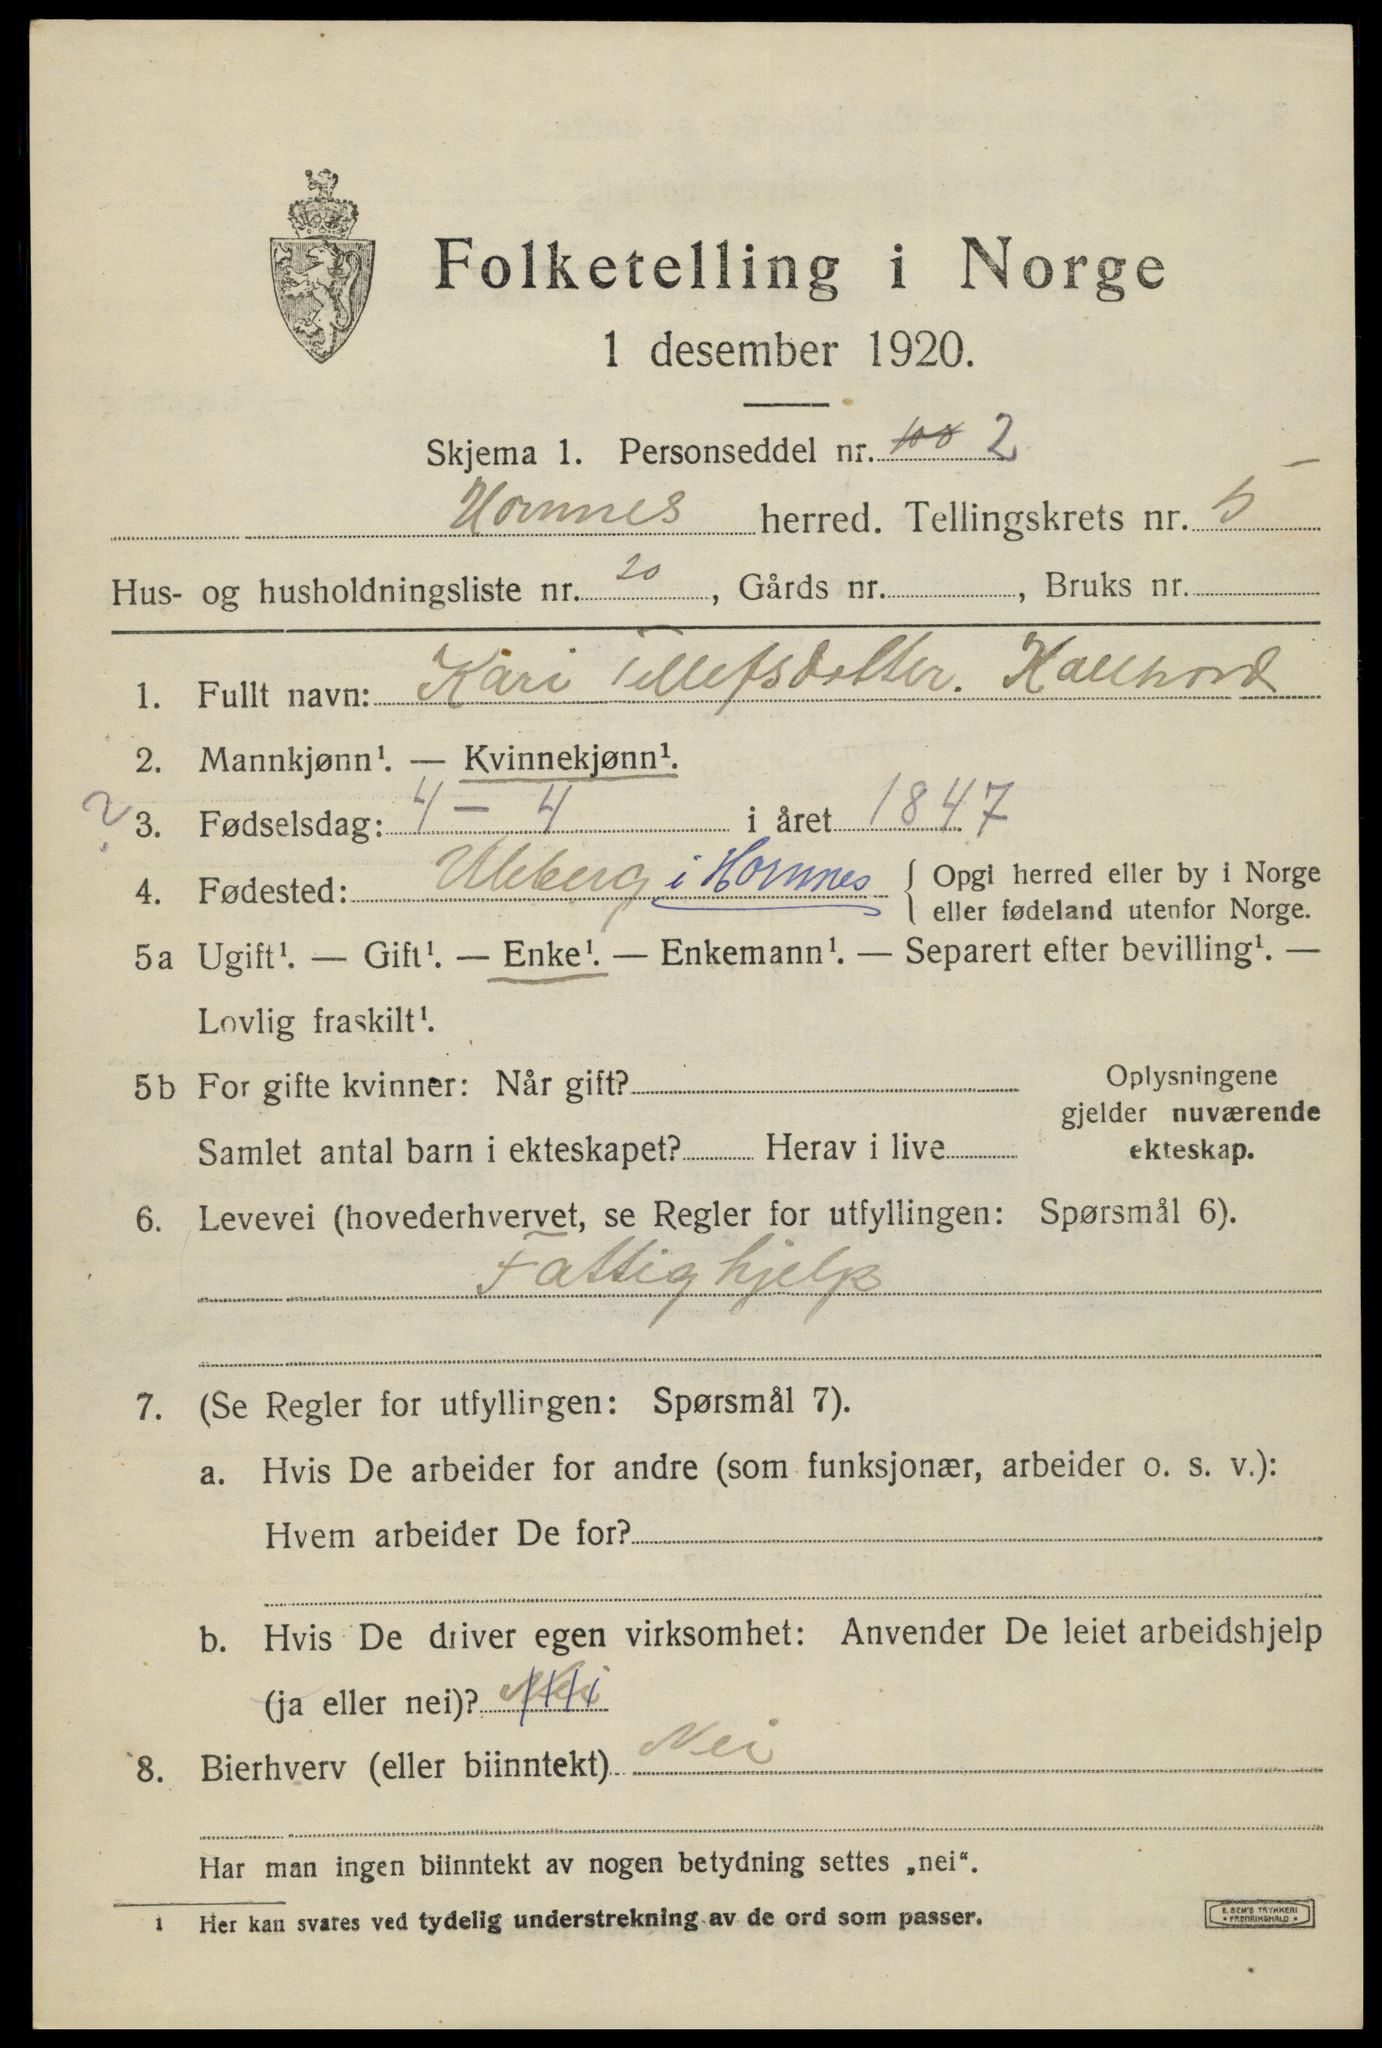 Folketelling i Norge
1 desember 1920.
Skjema 1. Personseddel nr. 2
Hornnes herred. Tellingskrets nr. 5
Hus- og husholdningsliste nr. 20, Gårds nr. , Bruks nr.
1. Fullt navn: Kari Tellefsdotter.
2. Mannkjønn¹. — Kvinnekjønn¹.
? 3. Fødselsdag: 4 – 4 i året 1847
4. Fødested: Uleberg i Hornnes { Opgi herred eller by i Norge
eller fødeland utenfor Norge.
5a Ugift¹. — Gift¹. — Enke¹. — Enkemann¹. — Separert efter bevilling¹. —
Lovlig fraskilt¹.
5b For gifte kvinner: Når gift?
Samlet antal barn i ekteskapet? Herav i live
Oplysningene
gjelder nuværende
ekteskap.
6. Levevei (hovederhvervet, se Regler for utfyllingen: Spørsmål 6).
Fattighjelp
7. (Se Regler for utfyllingen: Spørsmål 7).
a. Hvis De arbeider for andre (som funksjonær, arbeider o. s. v.):
Hvem arbeider De for?
b. Hvis De driver egen virksomhet: Anvender De leiet arbeidshjelp
(ja eller nei)? Nei
8. Bierhverv (eller biinntekt) Nei
Har man ingen biinntekt av nogen betydning settes „nei".
1 Her kan svares ved tydelig understrekning av de ord som passer.
E. SEM'S TRYKKERI
FREDRIKSHALD